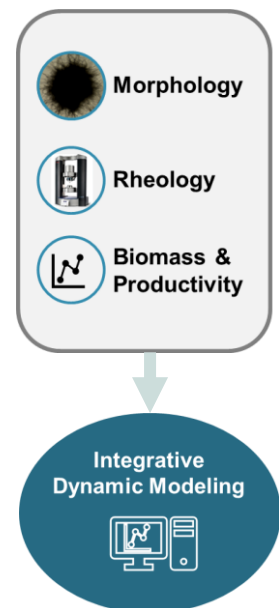 Morphology
Rheology
Biomass &
Productivity
Integrative
Dynamic Modeling